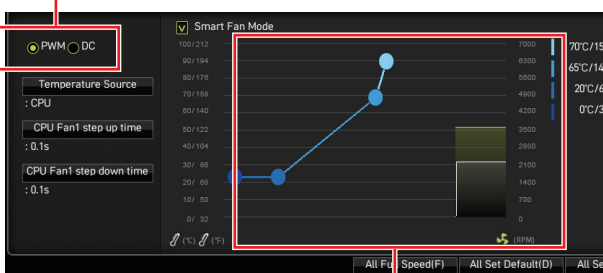 Smart Fan Mode
PWM DC
Temperature Source
: CPU
CPU Fan1 step up time
: 0.1s
CPU Fan1 step down time
: 0.1s
100/212 7000
90/194 6300
80/176 5600
70/158 4900
60/140 4200
50/122 3500
40/104 2800
30/ 86 2100
20/ 68 1400
10/ 50 700
0/ 32 0
(°C) (°F) (RPM)
70°C/15
65°C/14
20°C/6
0°C/3
All Full Speed(F) All Set Default(D) All Se